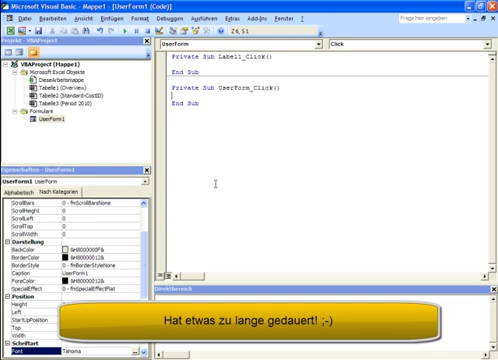 Microsoft Visual Basic - Mappe1 - [UserForm1 (Code)]
Datei Bearbeiten Ansicht Einfügen Format Debuggen Ausführen Extras Add-Ins Fenster ?
Frage hier eingeben
Z6, S1
Projekt - VBAProject
UserForm
Click
VBAProject (Mappe1)
Microsoft Excel Objekte
DieseArbeitsmappe
Tabelle1 (Overview)
Tabelle2 (Standard-CostID)
Tabelle3 (Period 2010)
Formulare
UserForm1
Private Sub Label1_Click()
End Sub
Private Sub UserForm_Click()
End Sub
Eigenschaften - UserForm1
UserForm1 UserForm
Alphabetisch Nach Kategorien
ScrollBars 0 - fmScrollBarsNone
ScrollHeight 0
ScrollLeft 0
ScrollTop 0
ScrollWidth 0
Darstellung
BackColor &H8000000F&
BorderColor &H80000012&
BorderStyle 0 - fmBorderStyleNone
Caption UserForm1
ForeColor &H80000012&
SpecialEffect 0 - fmSpecialEffectFlat
Position
Height
Left
StartUpPosition
Top
Width
Schriftart
Font Tahoma
Direktbereich
Hat etwas zu lange gedauert! ;-)